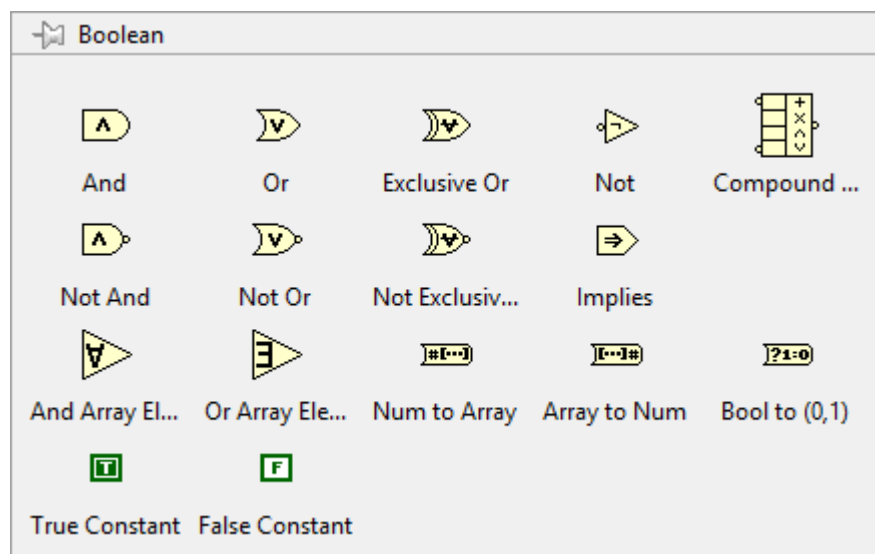 Boolean
And Or Exclusive Or Not Compound ...
Not And Not Or Not Exclusiv... Implies
And Array El... Or Array Ele... Num to Array Array to Num Bool to (0,1)
True Constant False Constant